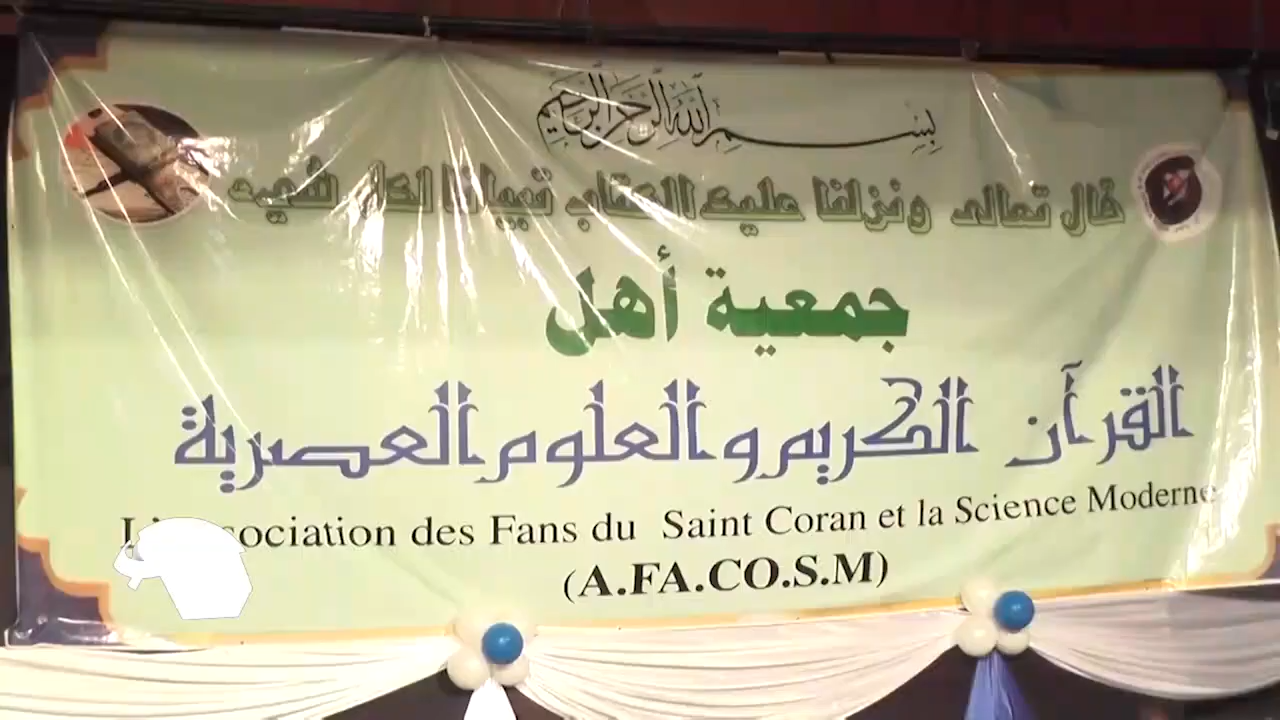 بسم الله الرحمن الرحيم
قال تعالى ونزلنا عليك الكتاب تبيانا لكل شيء
جمعية أهل
القرآن الكريم والعلوم العصرية
ssociation des Fans du Saint Coran et la Science Moderne
(A.FA.CO.S.M)